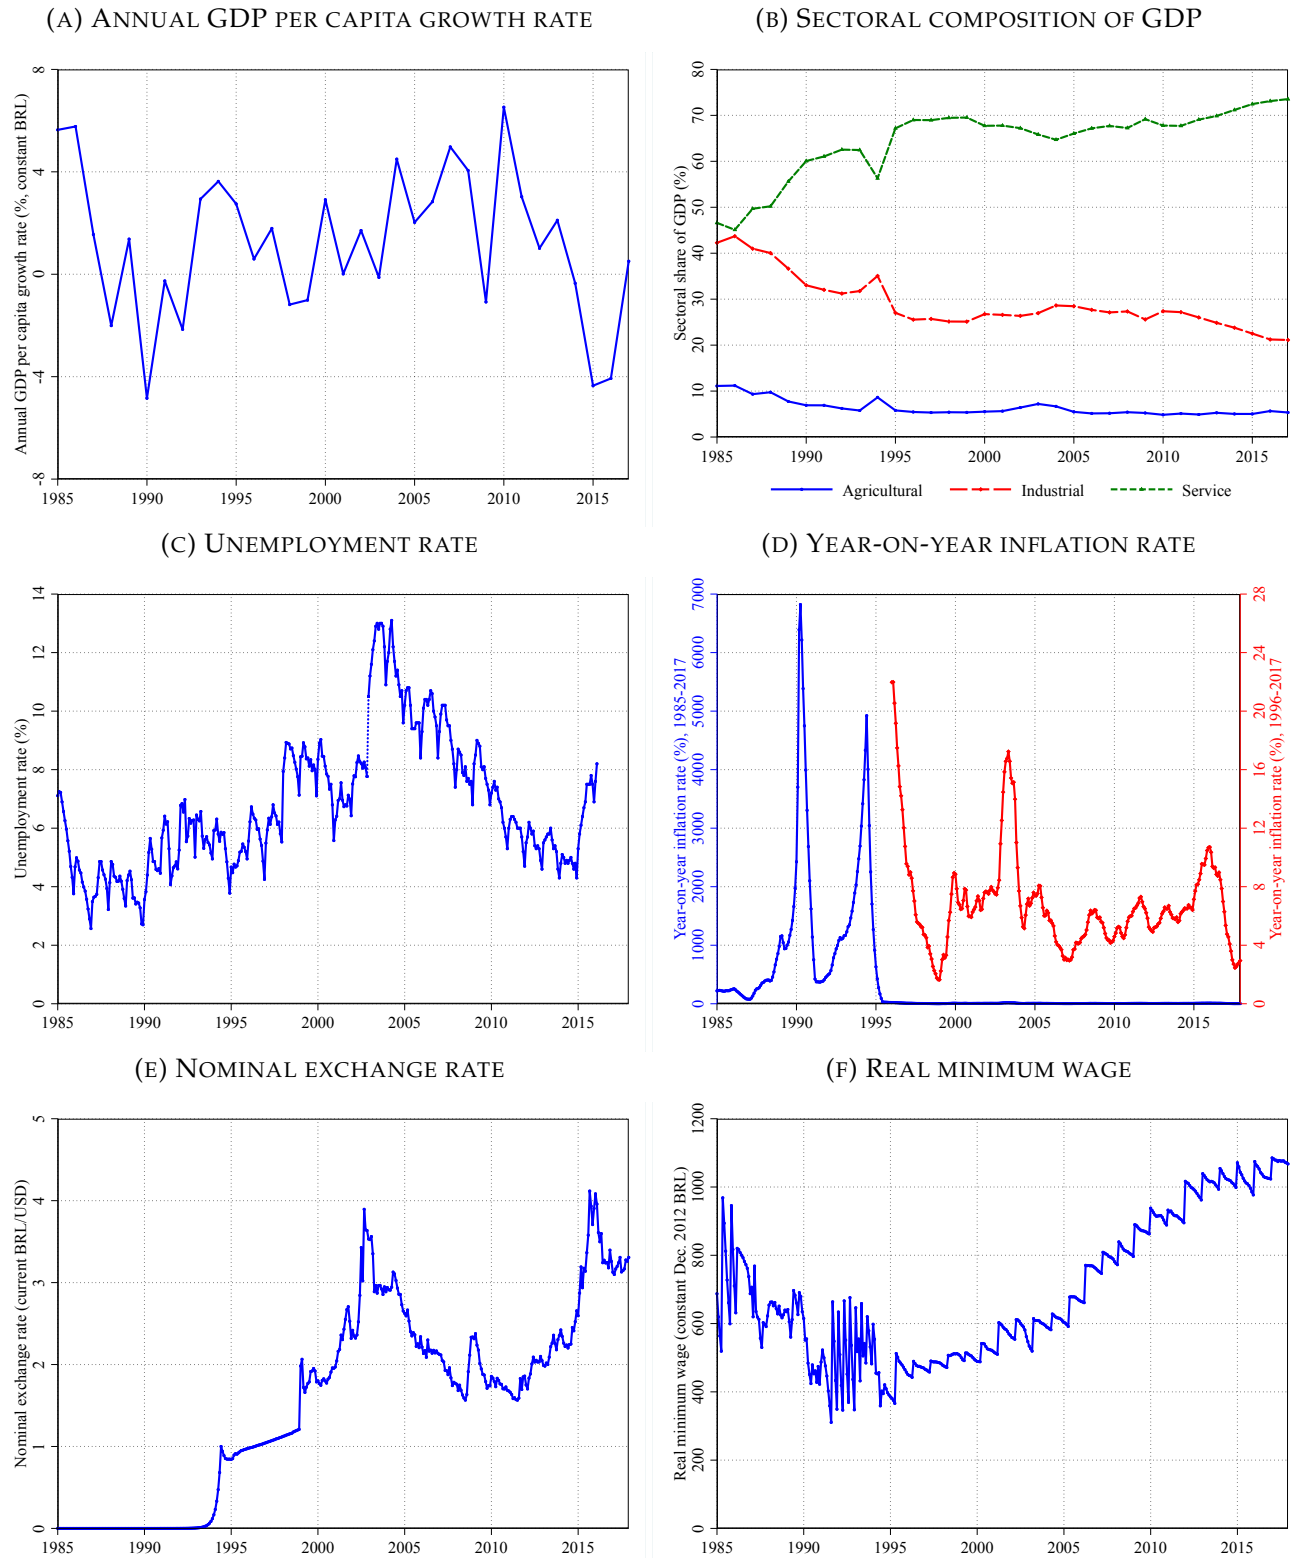 (A) ANNUAL GDP PER CAPITA GROWTH RATE
Annual GDP per capita growth rate (%, constant BRL)
8
4
0
-4
-8
1985 1990 1995 2000 2005 2010 2015
(B) SECTORAL COMPOSITION OF GDP
Sectoral share of GDP (%)
80
70
60
50
40
30
20
10
0
1985 1990 1995 2000 2005 2010 2015
Agricultural Industrial Service
(C) UNEMPLOYMENT RATE
Unemployment rate (%)
14
12
10
8
6
4
2
0
1985 1990 1995 2000 2005 2010 2015
(D) YEAR-ON-YEAR INFLATION RATE
Year-on-year inflation rate (%), 1985-2017
7000
6000
5000
4000
3000
2000
1000
0
28
24
20
16
12
8
4
0
Year-on-year inflation rate (%), 1996-2017
1985 1990 1995 2000 2005 2010 2015
(E) NOMINAL EXCHANGE RATE
Nominal exchange rate (current BRL/USD)
5
4
3
2
1
0
1985 1990 1995 2000 2005 2010 2015
(F) REAL MINIMUM WAGE
Real minimum wage (constant Dec. 2012 BRL)
1200
1000
800
600
400
200
0
1985 1990 1995 2000 2005 2010 2015